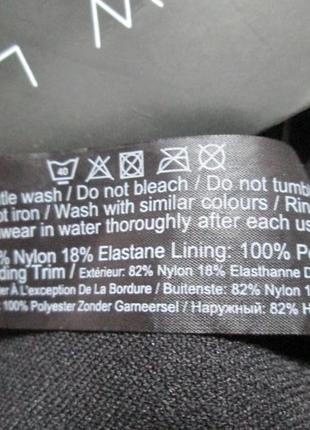 40
tle wash / Do not bleach / Do not tumbl
ot iron / Wash with similar colours / Rin
wear in water thoroughly after each us
% Nylon 18% Elastane Lining: 100% Po
ding Trim / Extérieur: 82% Nylon 18% Elasthanne D
er À L'exception De La Bordure / Buitenste: 82% Nylon 1
: 100% Polyester Zonder Gameersel / Наружный: 82% Н